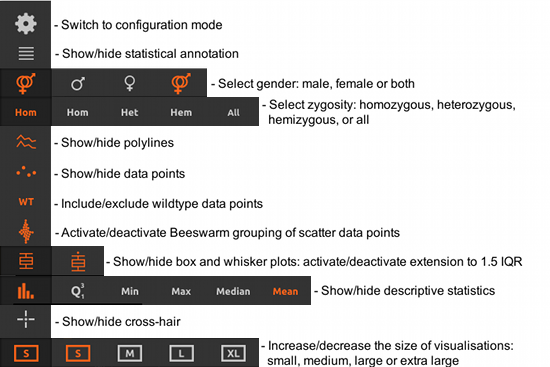 - Switch to configuration mode
- Show/hide statistical annotation
- Select gender: male, female or both
Hom Hom Het Hem All - Select zygosity: homozygous, heterozygous,
hemizygous, or all
- Show/hide polylines
- Show/hide data points
WT - Include/exclude wildtype data points
- Activate/deactivate Beeswarm grouping of scatter data points
- Show/hide box and whisker plots: activate/deactivate extension to 1.5 IQR
Q3 1 Min Max Median Mean - Show/hide descriptive statistics
- Show/hide cross-hair
S S M L XL - Increase/decrease the size of visualisations:
small, medium, large or extra large